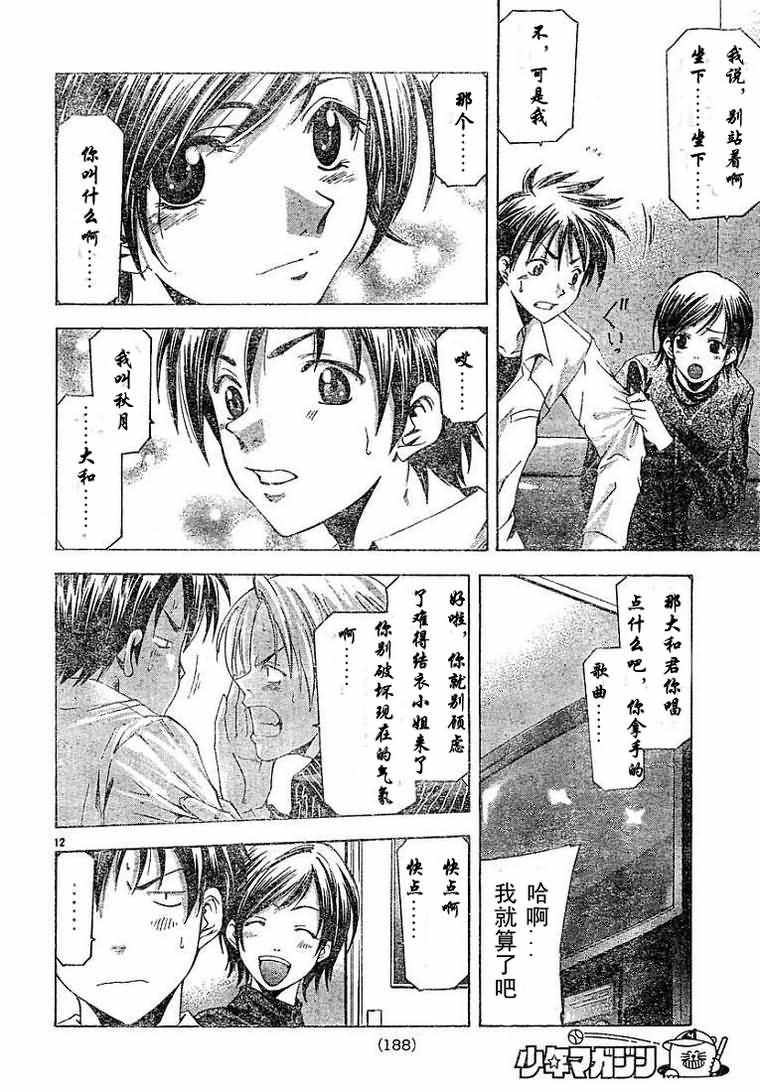 我说，别站着啊
坐下……坐下……
不，可是我
ぐい
那个……
你叫什么啊……
哎
我叫秋月
……大和……
那大和君你唱
点什么吧，你拿手的
歌曲……
哈啊…
我就算了吧
好啦，你就别顾虑
了难得结衣小姐来了
你别破坏现在的气氛
啊……
12
快点啊
快点……
……
(188)
少年マガジン